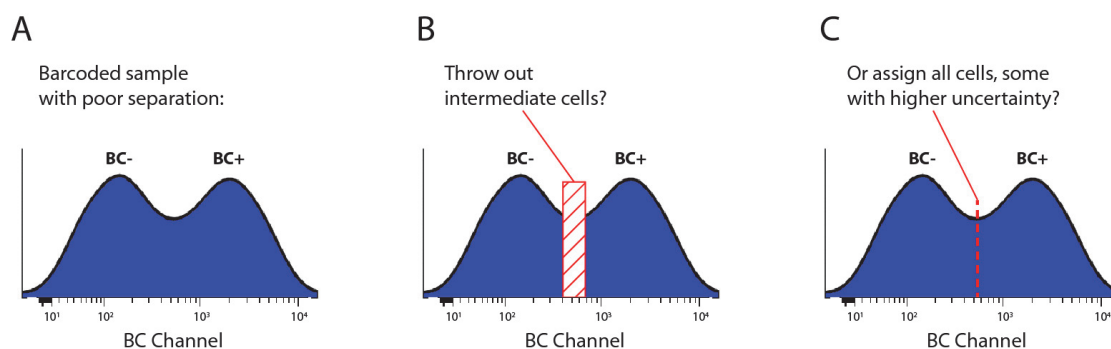 A
Barcoded sample
with poor separation:
BC-
BC+
10¹
10²
10³
10⁴
BC Channel
B
Throw out
intermediate cells?
BC-
BC+
10¹
10²
10³
10⁴
BC Channel
C
Or assign all cells, some
with higher uncertainty?
BC-
BC+
10¹
10²
10³
10⁴
BC Channel